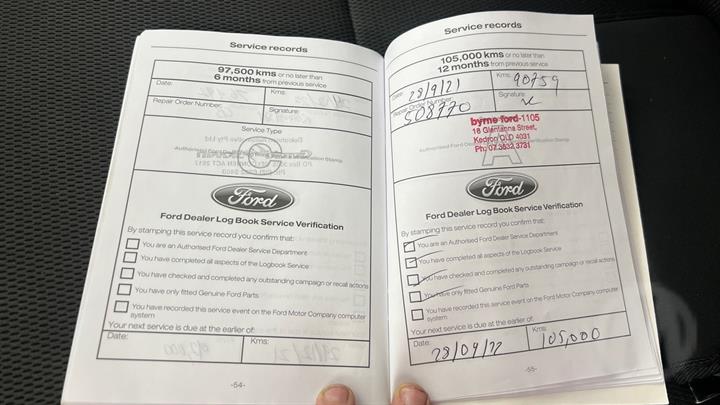 Service records
97,500 kms or no later than
6 months from previous service
Date:
Kms:
Repair Order Number:
Signature:
Service Type
Ford
Ford Dealer Log Book Service Verification
By stamping this service record you confirm that:
You are an Authorised Ford Dealer Service Department
You have completed all aspects of the Logbook Service
You have checked and completed any outstanding campaign or recall actions
You have only fitted Genuine Ford Parts
You have recorded this service event on the Ford Motor Company computer
system
Your next service is due at the earlier of:
Date:
Kms:
-54-
Service records
105,000 kms or no later than
12 months from previous service
Date: 28/9/21
Kms: 90759
Repair Order Number: 508770
Signature:
byrne ford-1105
Kedron QLD 4031
Ph: 07 3632 3731
A
Ford
Ford Dealer Log Book Service Verification
By stamping this service record you confirm that:
You are an Authorised Ford Dealer Service Department
You have completed all aspects of the Logbook Service
You have checked and completed any outstanding campaign or recall actions
You have only fitted Genuine Ford Parts
You have recorded this service event on the Ford Motor Company computer
system
Your next service is due at the earlier of:
Date: 28/09/22
Kms: 105,000
-55-